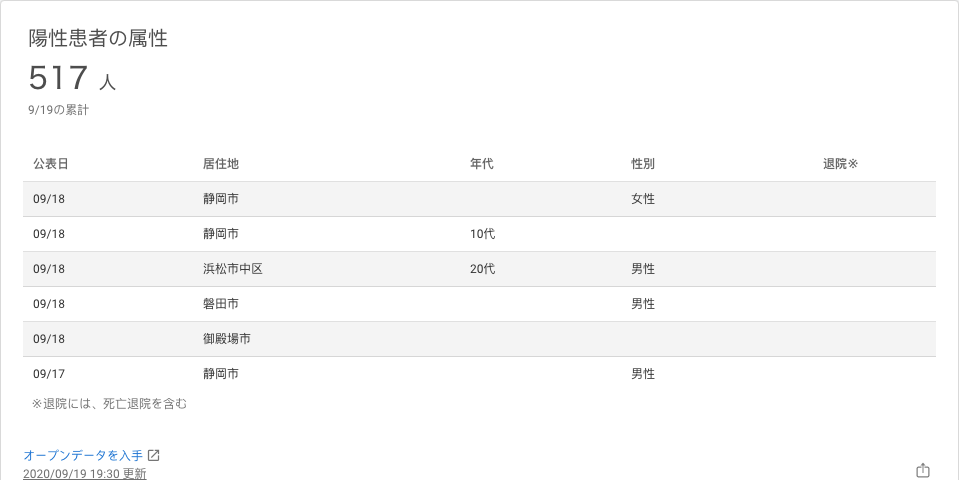 陽性患者の属性
517 人
9/19の累計
公表日 居住地 年代 性別 退院※
09/18 静岡市 女性
09/18 静岡市 10代
09/18 浜松市中区 20代 男性
09/18 磐田市 男性
09/18 御殿場市
09/17 静岡市 男性
※退院には、死亡退院を含む
オープンデータを入手
2020/09/19 19:30 更新